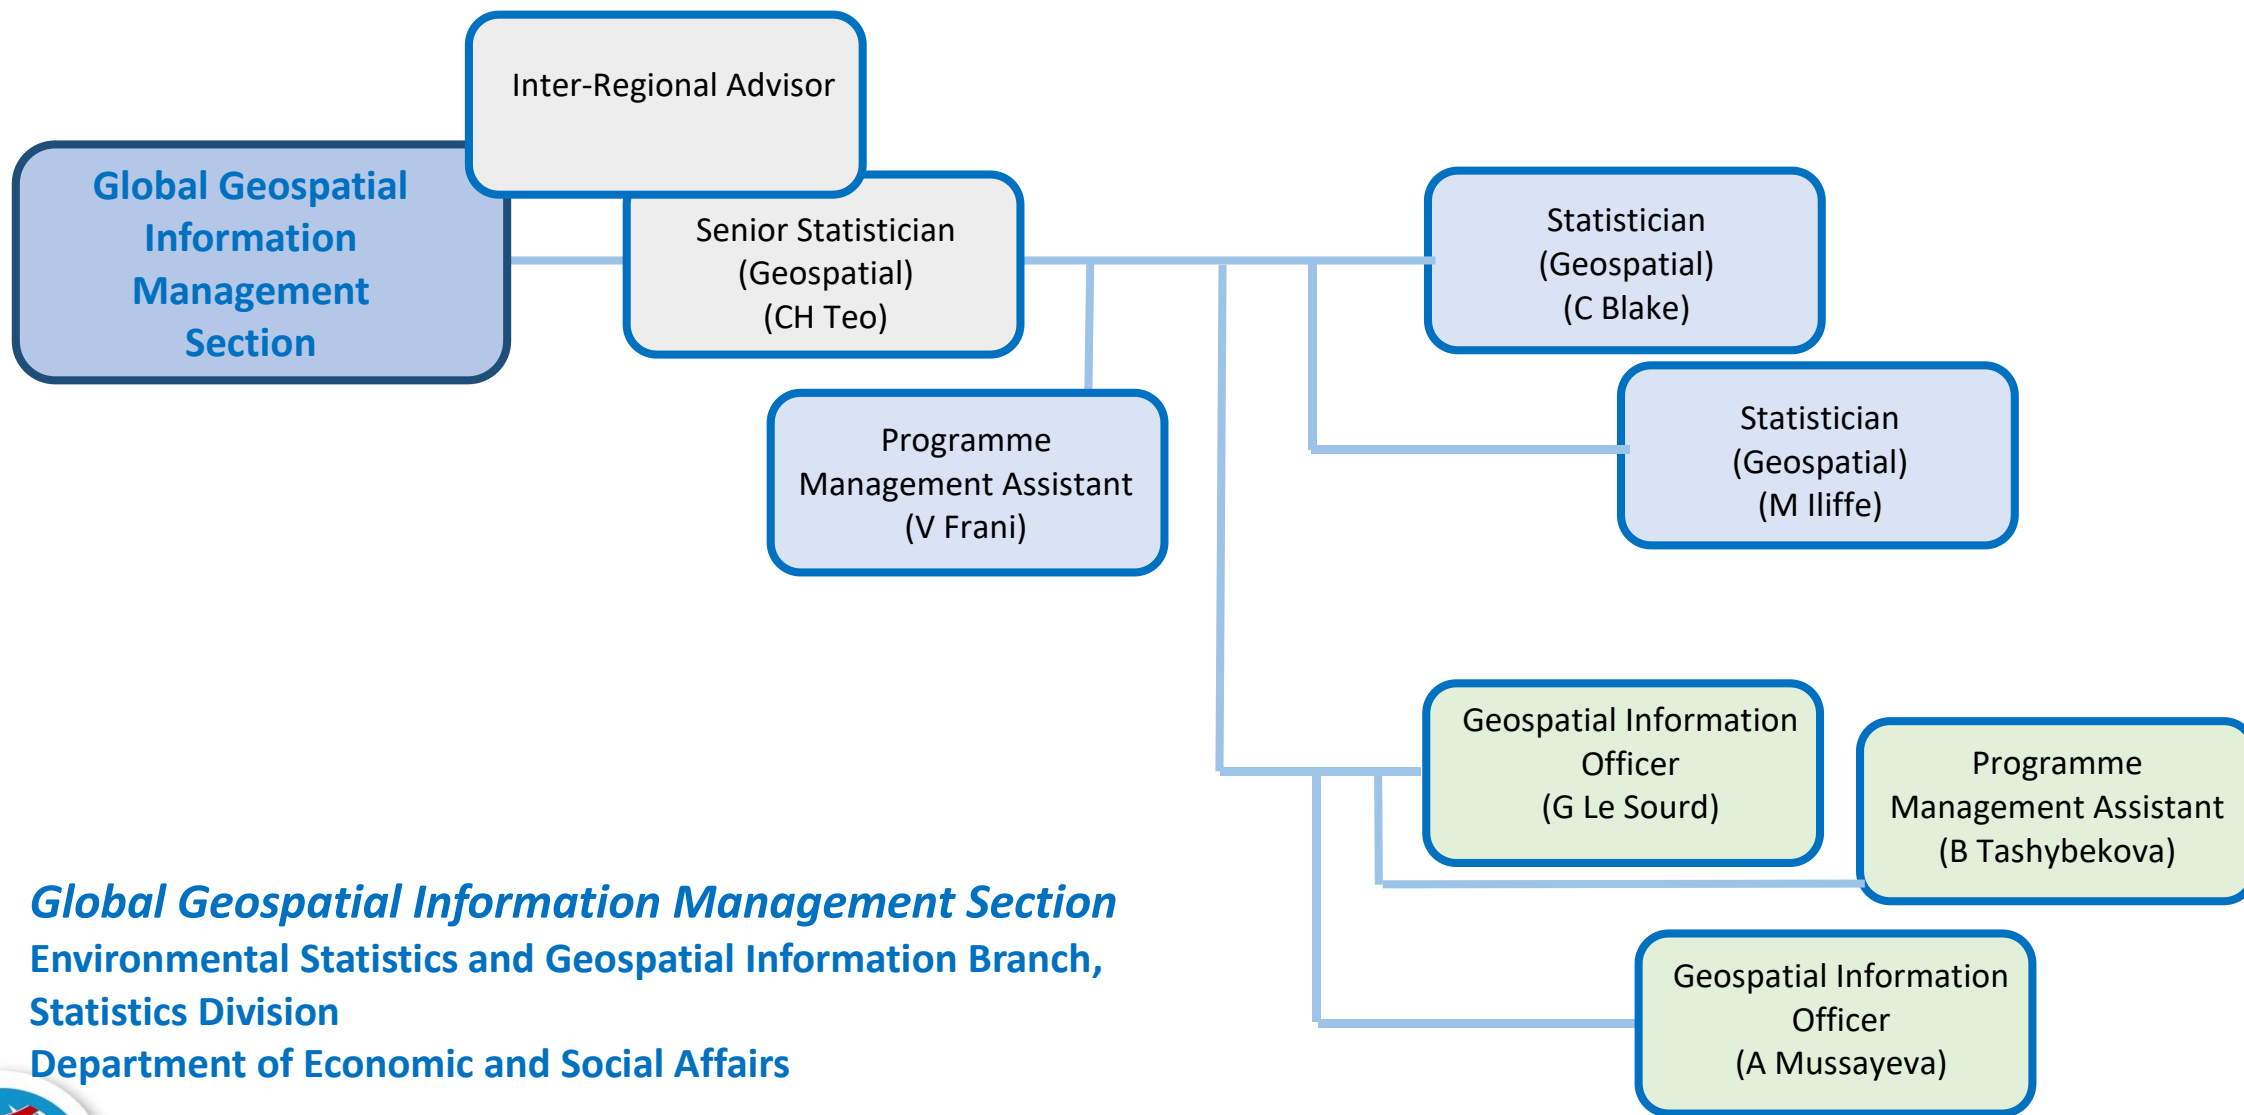 Inter-Regional Advisor
Global Geospatial
Information
Management
Section
Senior Statistician
(Geospatial)
(CH Teo)
Statistician
(Geospatial)
(C Blake)
Statistician
(Geospatial)
(M Iliffe)
Programme
Management Assistant
(V Frani)
Geospatial Information
Officer
(G Le Sourd)
Programme
Management Assistant
(B Tashybekova)
Geospatial Information
Officer
(A Mussayeva)
Global Geospatial Information Management Section
Environmental Statistics and Geospatial Information Branch,
Statistics Division
Department of Economic and Social Affairs